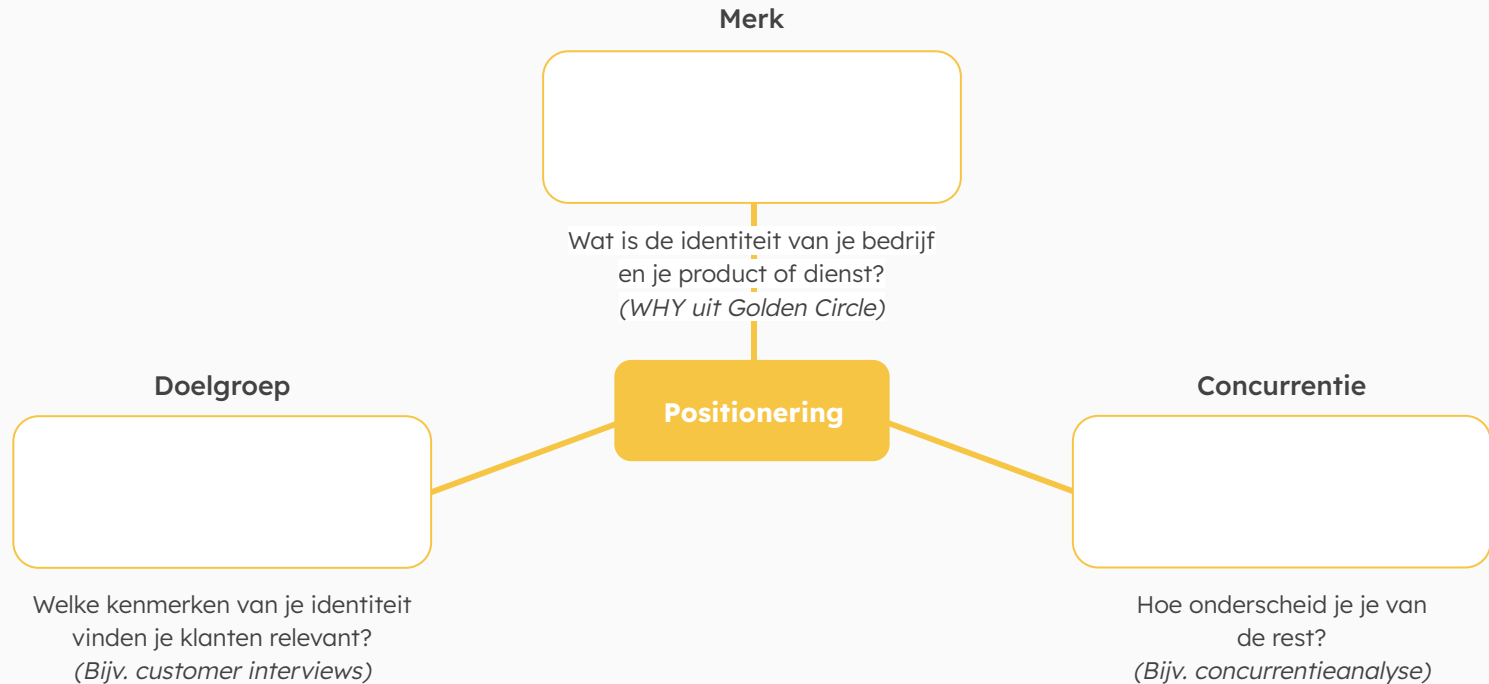 Merk
Wat is de identiteit van je bedrijf
en je product of dienst?
(WHY uit Golden Circle)
Positionering
Doelgroep
Welke kenmerken van je identiteit
vinden je klanten relevant?
(Bijv. customer interviews)
Concurrentie
Hoe onderscheid je je van
de rest?
(Bijv. concurrentieanalyse)